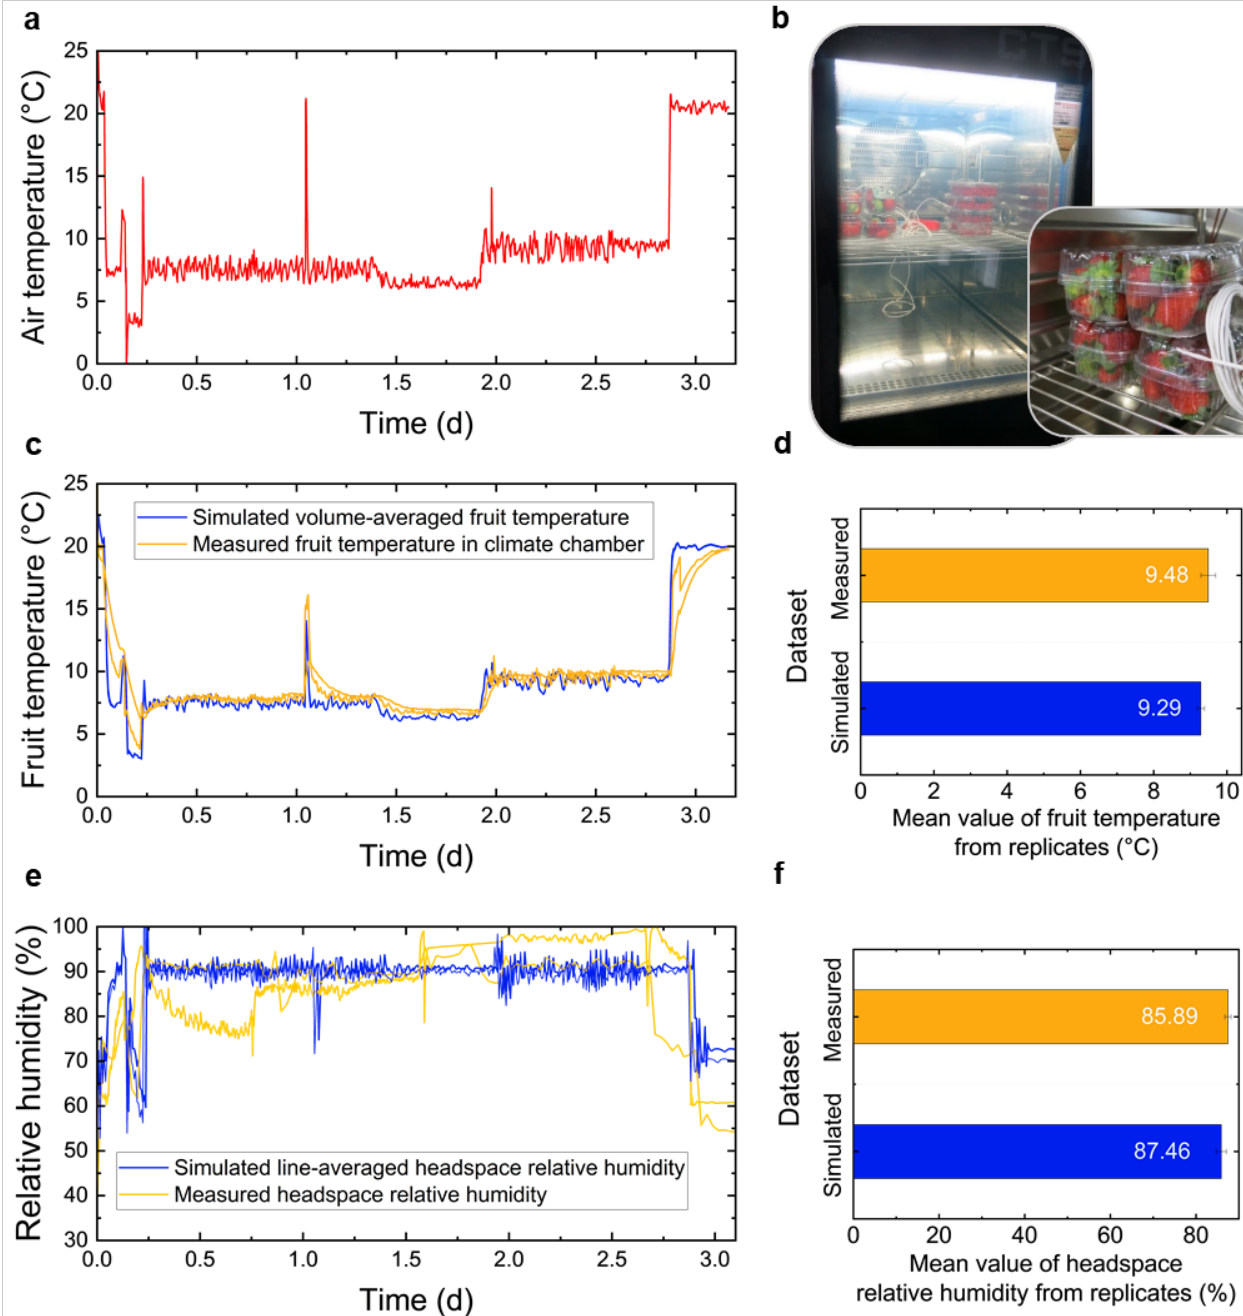 a
Air temperature (°C)
25
20
15
10
5
0
0.0 0.5 1.0 1.5 2.0 2.5 3.0
Time (d)
b
CTS
c
Fruit temperature (°C)
25
20
15
10
5
0
Simulated volume-averaged fruit temperature
Measured fruit temperature in climate chamber
0.0 0.5 1.0 1.5 2.0 2.5 3.0
Time (d)
d
Dataset
Measured
9.48
Simulated
9.29
0 2 4 6 8 10
Mean value of fruit temperature
from replicates (°C)
e
Relative humidity (%)
100
90
80
70
60
50
40
30
Simulated line-averaged headspace relative humidity
Measured headspace relative humidity
0.0 0.5 1.0 1.5 2.0 2.5 3.0
Time (d)
f
Dataset
Measured
85.89
Simulated
87.46
0 20 40 60 80
Mean value of headspace
relative humidity from replicates (%)